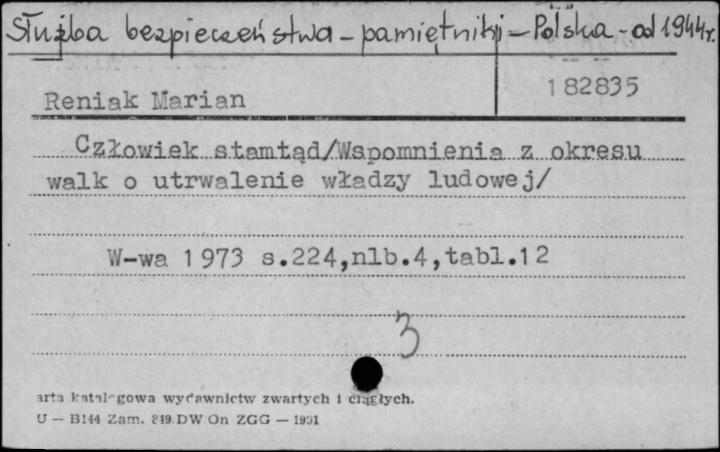 Służba bezpieczeństwa - pamiętniki - Polska - od 1944r.
182835
Reniak Marian
Człowiek stamtąd/Wspomnienia z okresu
walk o utrwalenie władzy ludowej/
W-wa 1973 s.224,nlb.4,tabl.12
3
arta katalogowa wydawnictw zwartych i ciągłych.
U — B144 Zam. 849 DW On ZGG —